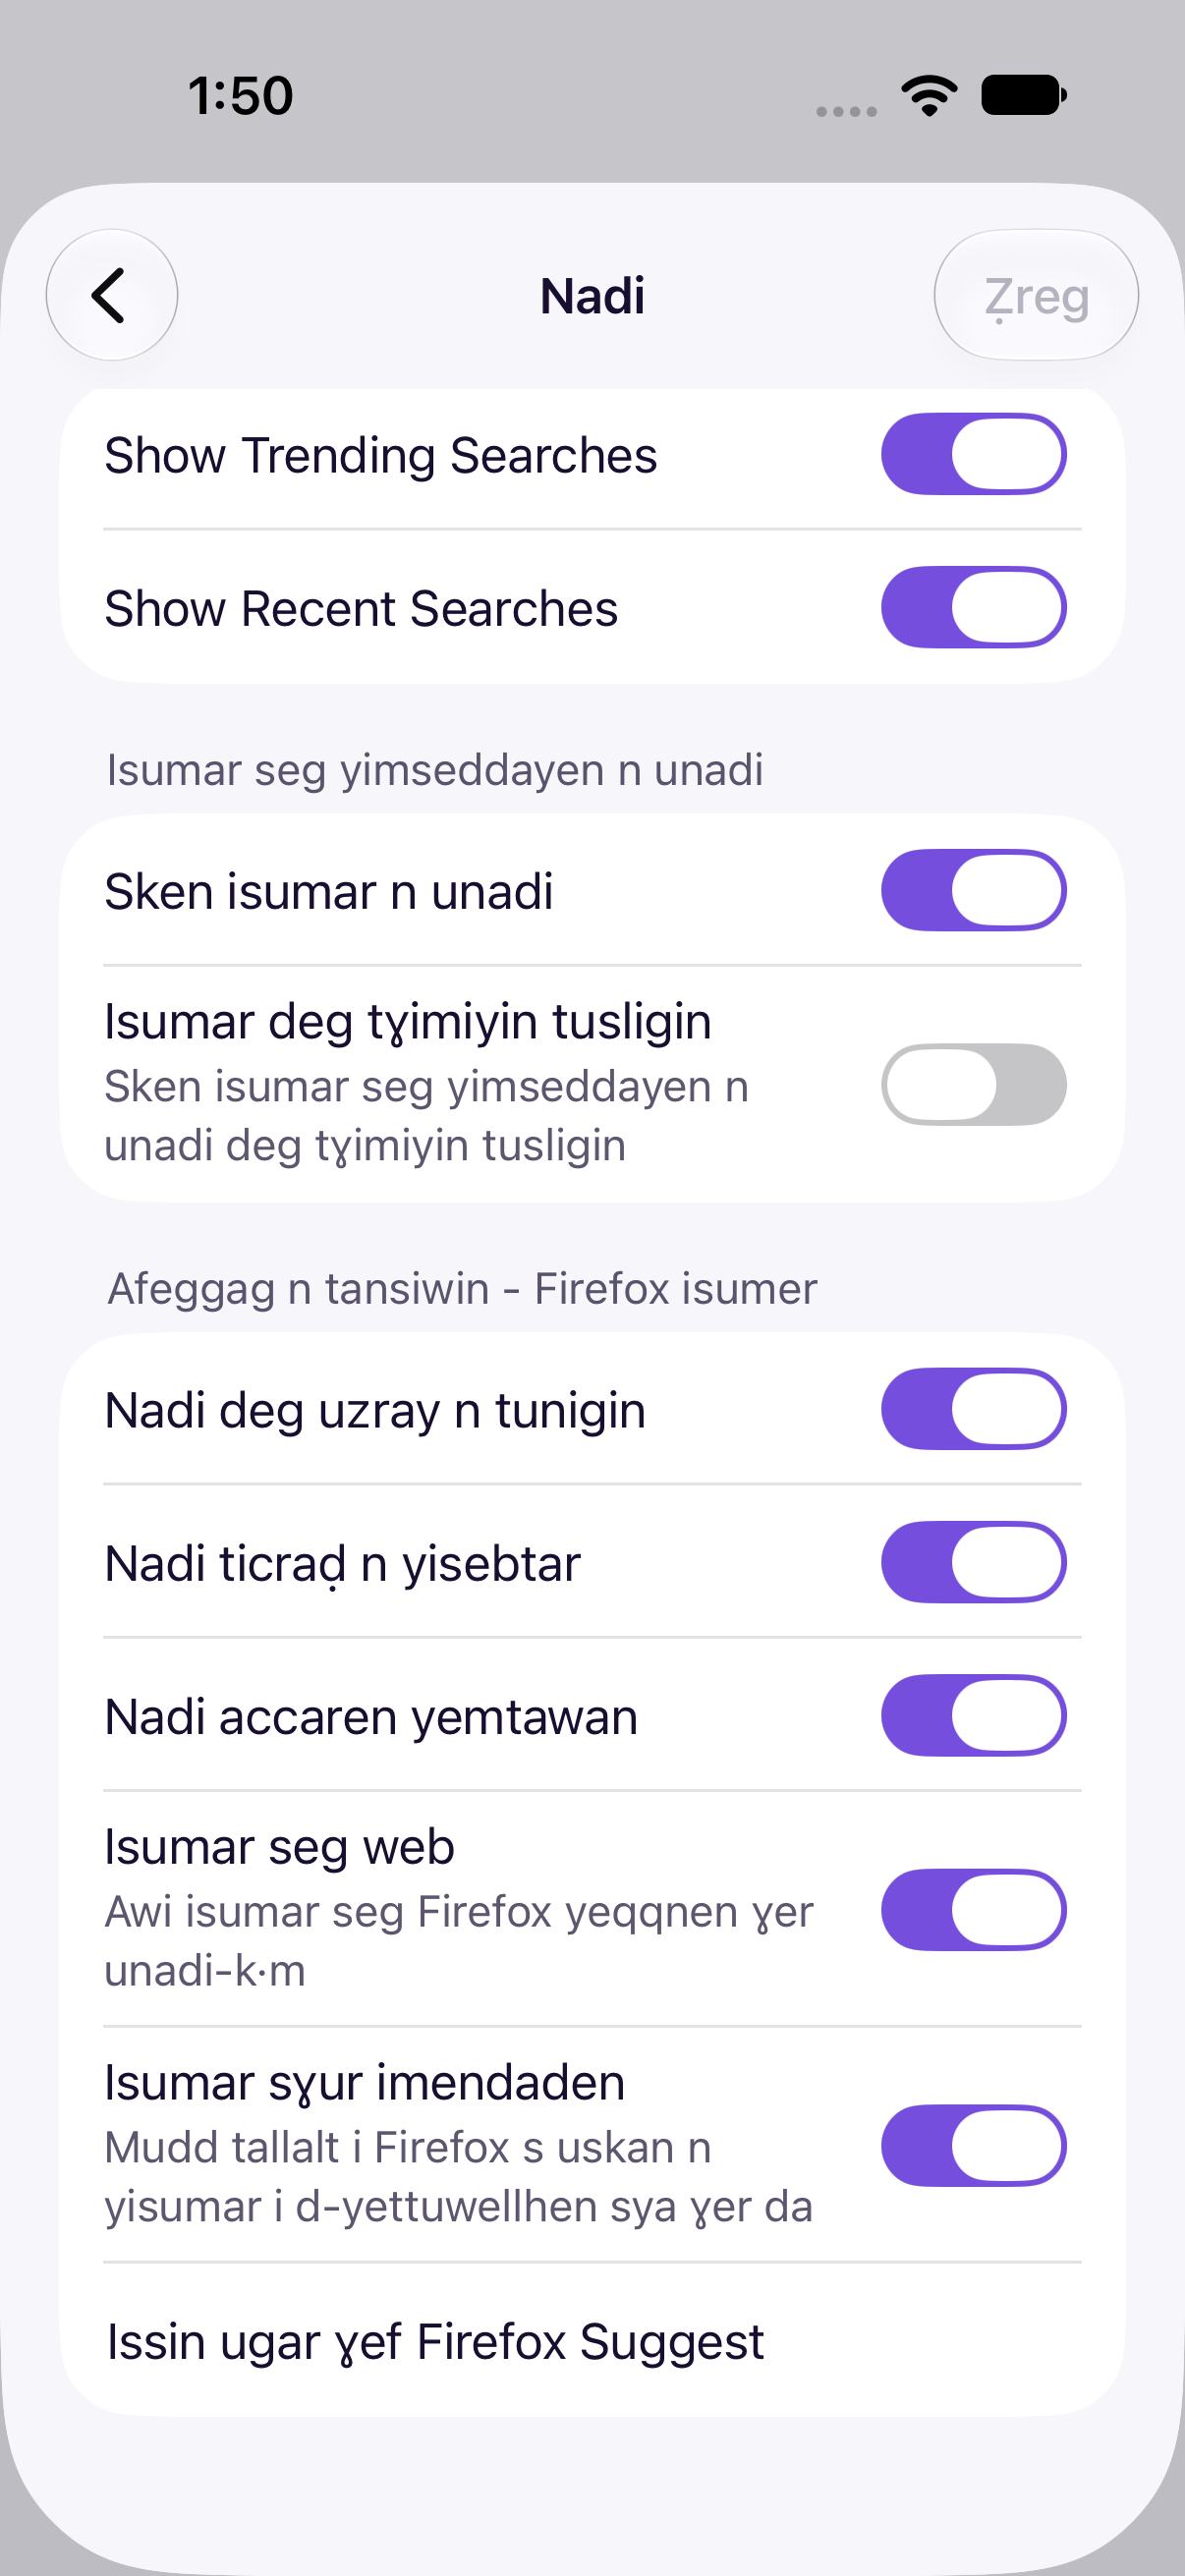 1:50
Nadi
Ẓreg
Show Trending Searches
Show Recent Searches
Isumar seg yimseddayen n unadi
Sken isumar n unadi
Isumar deg tɣimiyin tusligin
Sken isumar seg yimseddayen n
unadi deg tɣimiyin tusligin
Afeggag n tansiwin - Firefox isumer
Nadi deg uzray n tunigin
Nadi ticraḍ n yisebtar
Nadi accaren yemtawan
Isumar seg web
Awi isumar seg Firefox yeqqnen ɣer
unadi-k·m
Isumar sɣur imendaden
Mudd tallalt i Firefox s uskan n
yisumar i d-yettuwellhen sya ɣer da
Issin ugar ɣef Firefox Suggest